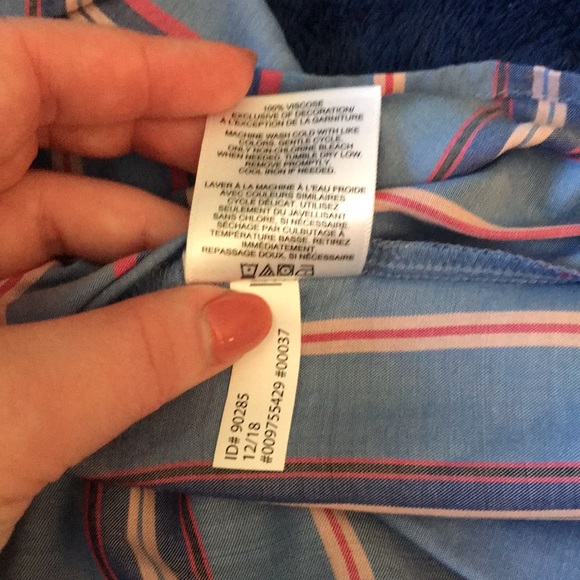 100% VISCOSE
EXCLUSIVE OF DECORATION/
A L'EXCEPTION DE LA GARNITURE
MACHINE WASH COLD WITH LIKE
COLORS, GENTLE CYCLE.
ONLY NON-CHLORINE BLEACH
WHEN NEEDED. TUMBLE DRY LOW.
REMOVE PROMPTLY.
COOL IRON IF NEEDED.
LAVER À LA MACHINE À L'EAU FROIDE
AVEC COULEURS SIMILAIRES
CYCLE DÉLICAT. UTILISEZ
SEULEMENT DU JAVELLISANT
SANS CHLORE, SI NÉCESSAIRE
SÉCHAGE PAR CULBUTAGE À
TEMPÉRATURE BASSE. RETIREZ
IMMÉDIATEMENT
REPASSAGE DOUX, SI NÉCESSAIRE
ID# 90285
12/18
#009755429 #00037